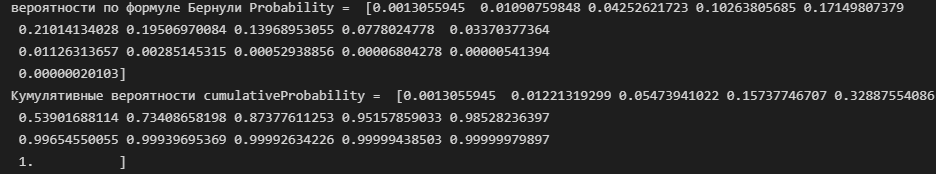 вероятности по формуле Бернули Probability =  [0.0013055945  0.01090759848 0.04252621723 0.10263805685 0.17149807379
 0.21014134028 0.19506970084 0.13968953055 0.0778024778  0.03370377364
 0.01126313657 0.00285145315 0.00052938856 0.00006804278 0.00000541394
 0.00000020103]
Кумулятивные вероятности cumulativeProbability =  [0.0013055945  0.01221319299 0.05473941022 0.15737746707 0.32887554086
 0.53901688114 0.73408658198 0.87377611253 0.95157859033 0.98528236397
 0.99654550055 0.99939695369 0.99992634226 0.99999438503 0.99999979897
 1.           ]